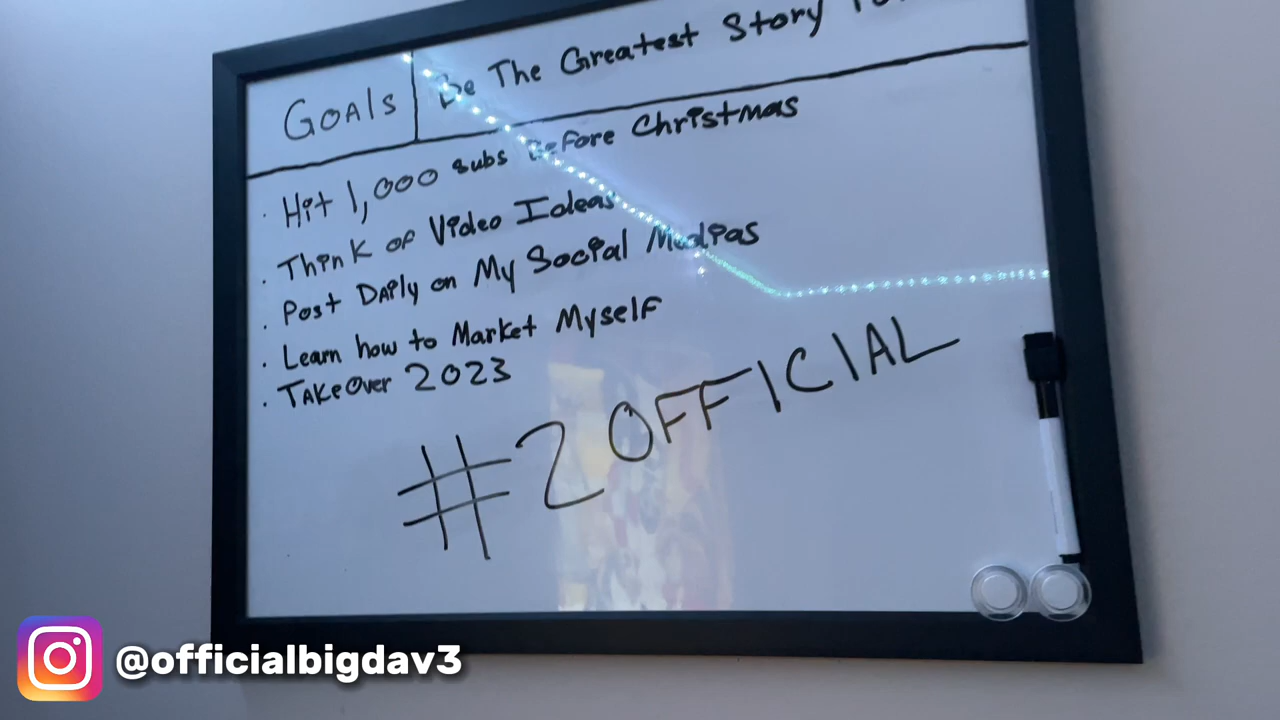 Goals
Be The Greatest Story
· Hit 1,000 subs Before Christmas
· Think of Video Ideas
· Post Daily on My Social Medias
· Learn how to Market Myself
· TakeOver 2023
#2OFFICIAL
@officialbigdav3